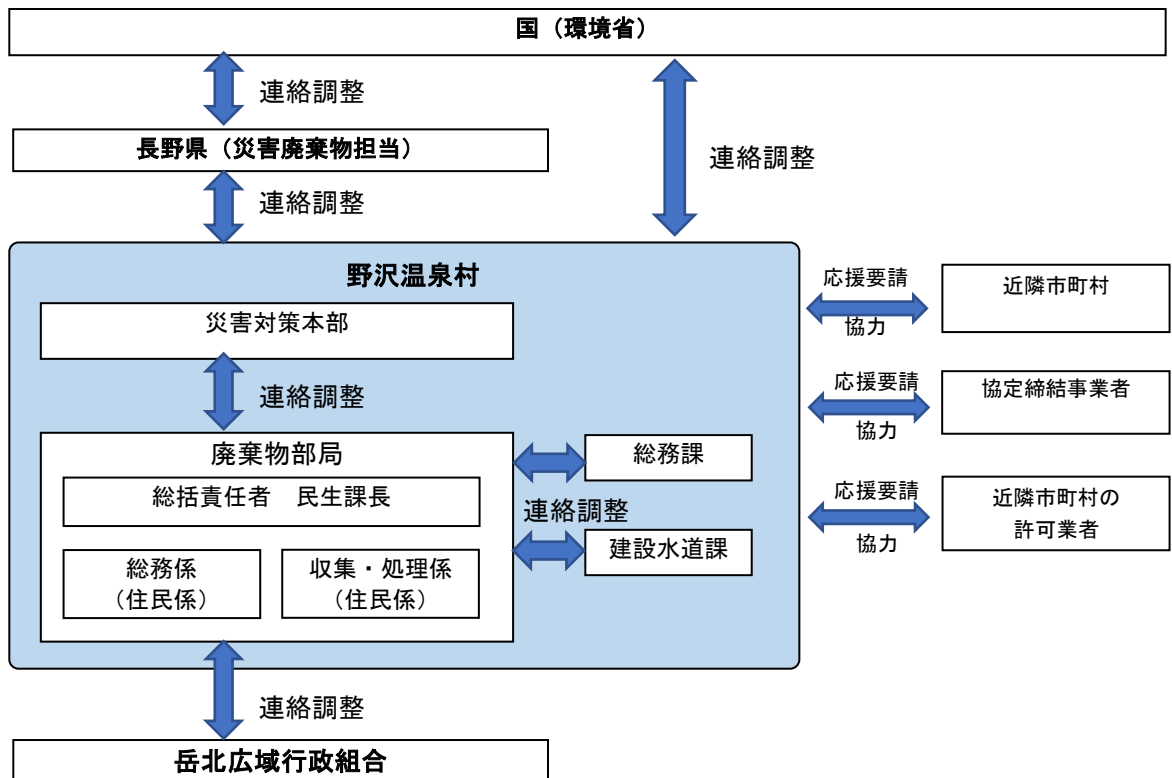 国（環境省）
連絡調整
連絡調整
長野県（災害廃棄物担当）
連絡調整
野沢温泉村
災害対策本部
連絡調整
廃棄物部局
総括責任者　民生課長
総務係
（住民係）
収集・処理係
（住民係）
総務課
連絡調整
建設水道課
応援要請
協力
近隣市町村
応援要請
協力
協定締結事業者
応援要請
協力
近隣市町村の
許可業者
連絡調整
岳北広域行政組合